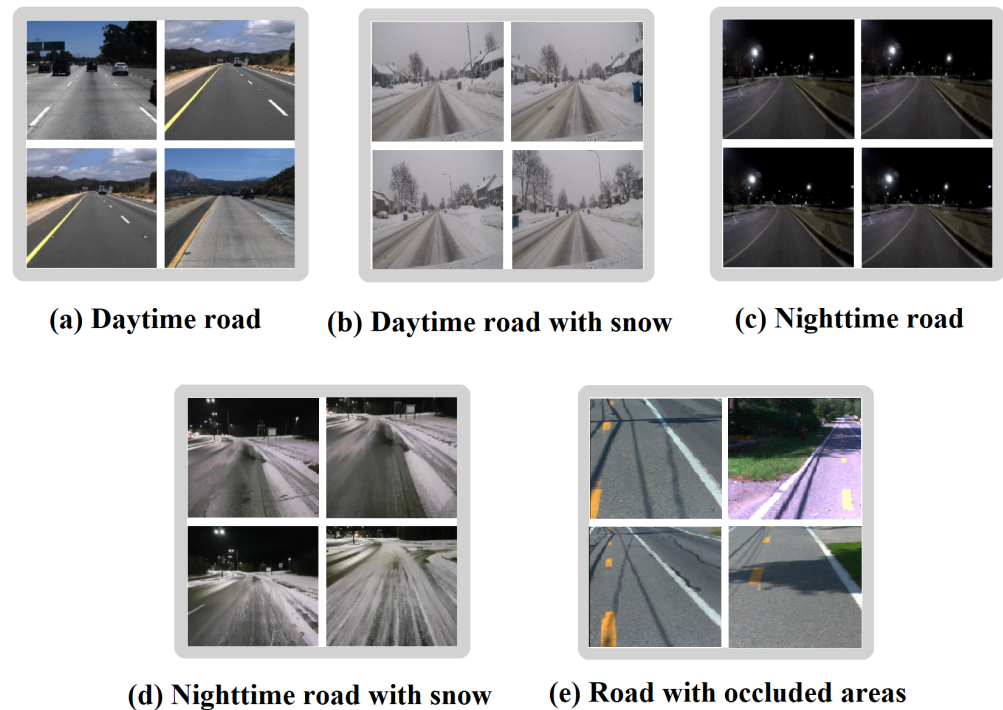 (a) Daytime road
(b) Daytime road with snow
(c) Nighttime road
(d) Nighttime road with snow
(e) Road with occluded areas